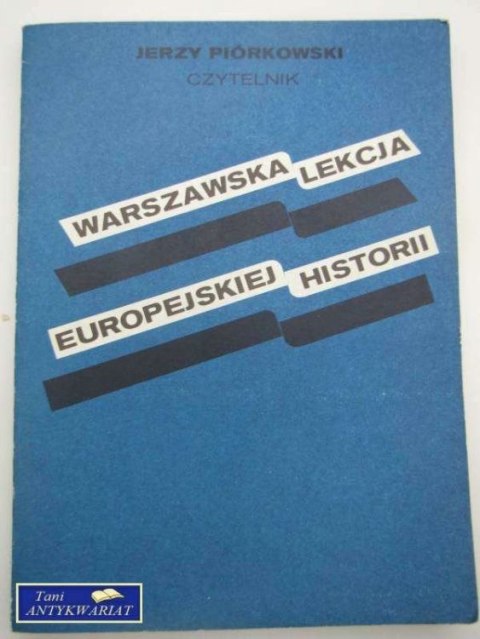 JERZY PIÓRKOWSKI
CZYTELNIK
WARSZAWSKA LEKCJA
EUROPEJSKIEJ HISTORII
Tani
ANTYKWARIAT